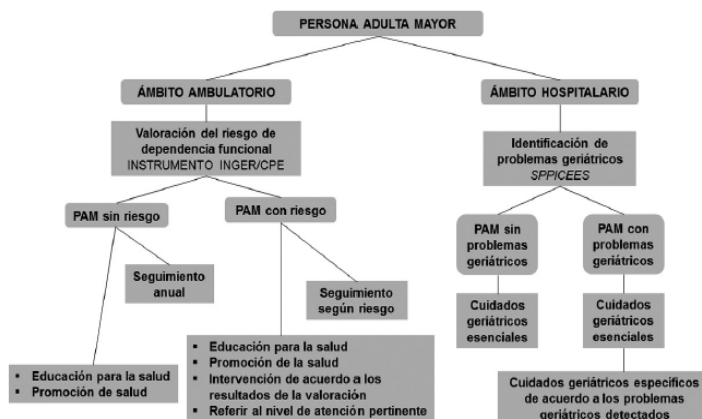 PERSONA ADULTA MAYOR
ÁMBITO AMBULATORIO
ÁMBITO HOSPITALARIO
Valoración del riesgo de
dependencia funcional
INSTRUMENTO INGER/CPE
Identificación de
problemas geriátricos
SPPICEES
PAM sin riesgo
PAM con riesgo
PAM sin
problemas
geriátricos
PAM con
problemas
geriátricos
Seguimiento
anual
Seguimiento
según riesgo
Cuidados
geriátricos
esenciales
Cuidados
geriátricos
esenciales
▪ Educación para la salud
▪ Promoción de salud
▪ Educación para la salud
▪ Promoción de la salud
▪ Intervención de acuerdo a los
resultados de la valoración
▪ Referir al nivel de atención pertinente
Cuidados geriátricos específicos
de acuerdo a los problemas
geriátricos detectados